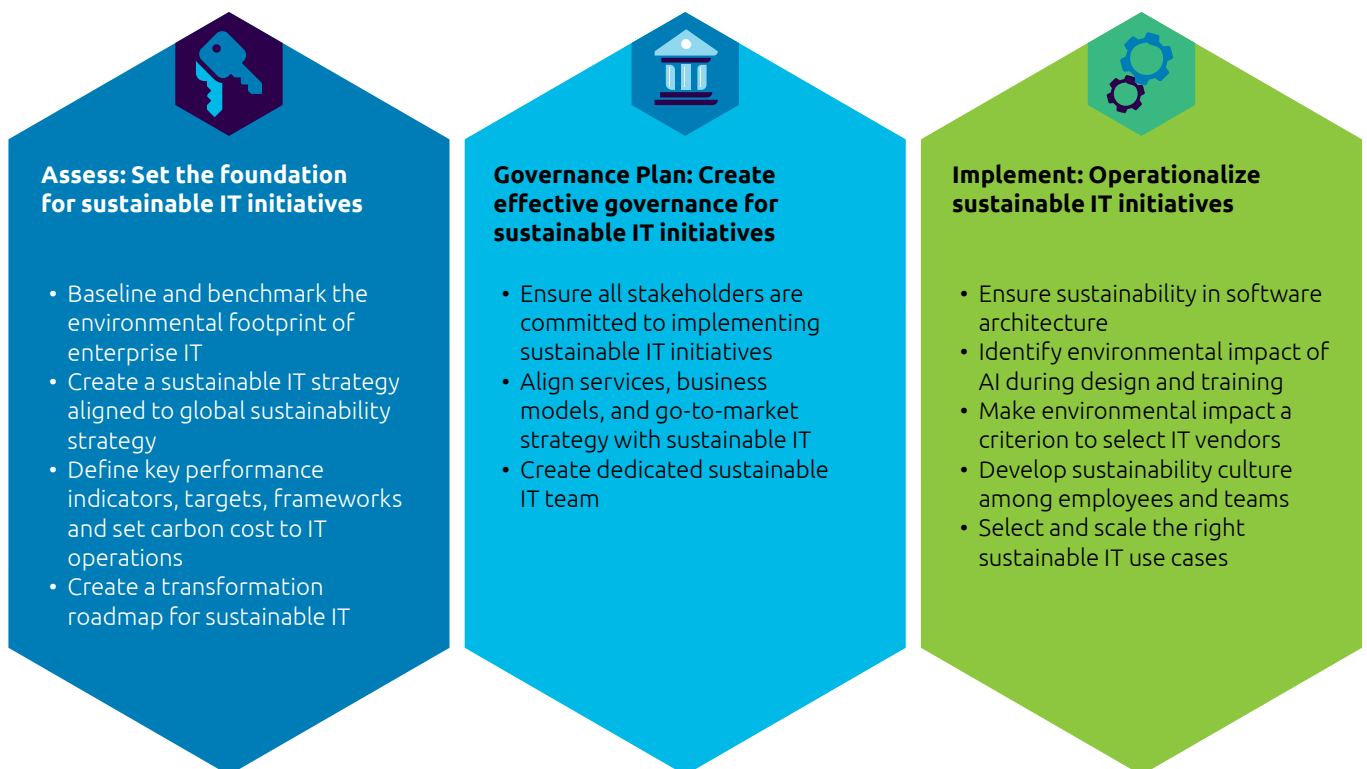 Assess: Set the foundation
for sustainable IT initiatives
• Baseline and benchmark the
environmental footprint of
enterprise IT
• Create a sustainable IT strategy
aligned to global sustainability
strategy
• Define key performance
indicators, targets, frameworks
and set carbon cost to IT
operations
• Create a transformation
roadmap for sustainable IT
Governance Plan: Create
effective governance for
sustainable IT initiatives
• Ensure all stakeholders are
committed to implementing
sustainable IT initiatives
• Align services, business
models, and go-to-market
strategy with sustainable IT
• Create dedicated sustainable
IT team
Implement: Operationalize
sustainable IT initiatives
• Ensure sustainability in software
architecture
• Identify environmental impact of
AI during design and training
• Make environmental impact a
criterion to select IT vendors
• Develop sustainability culture
among employees and teams
• Select and scale the right
sustainable IT use cases